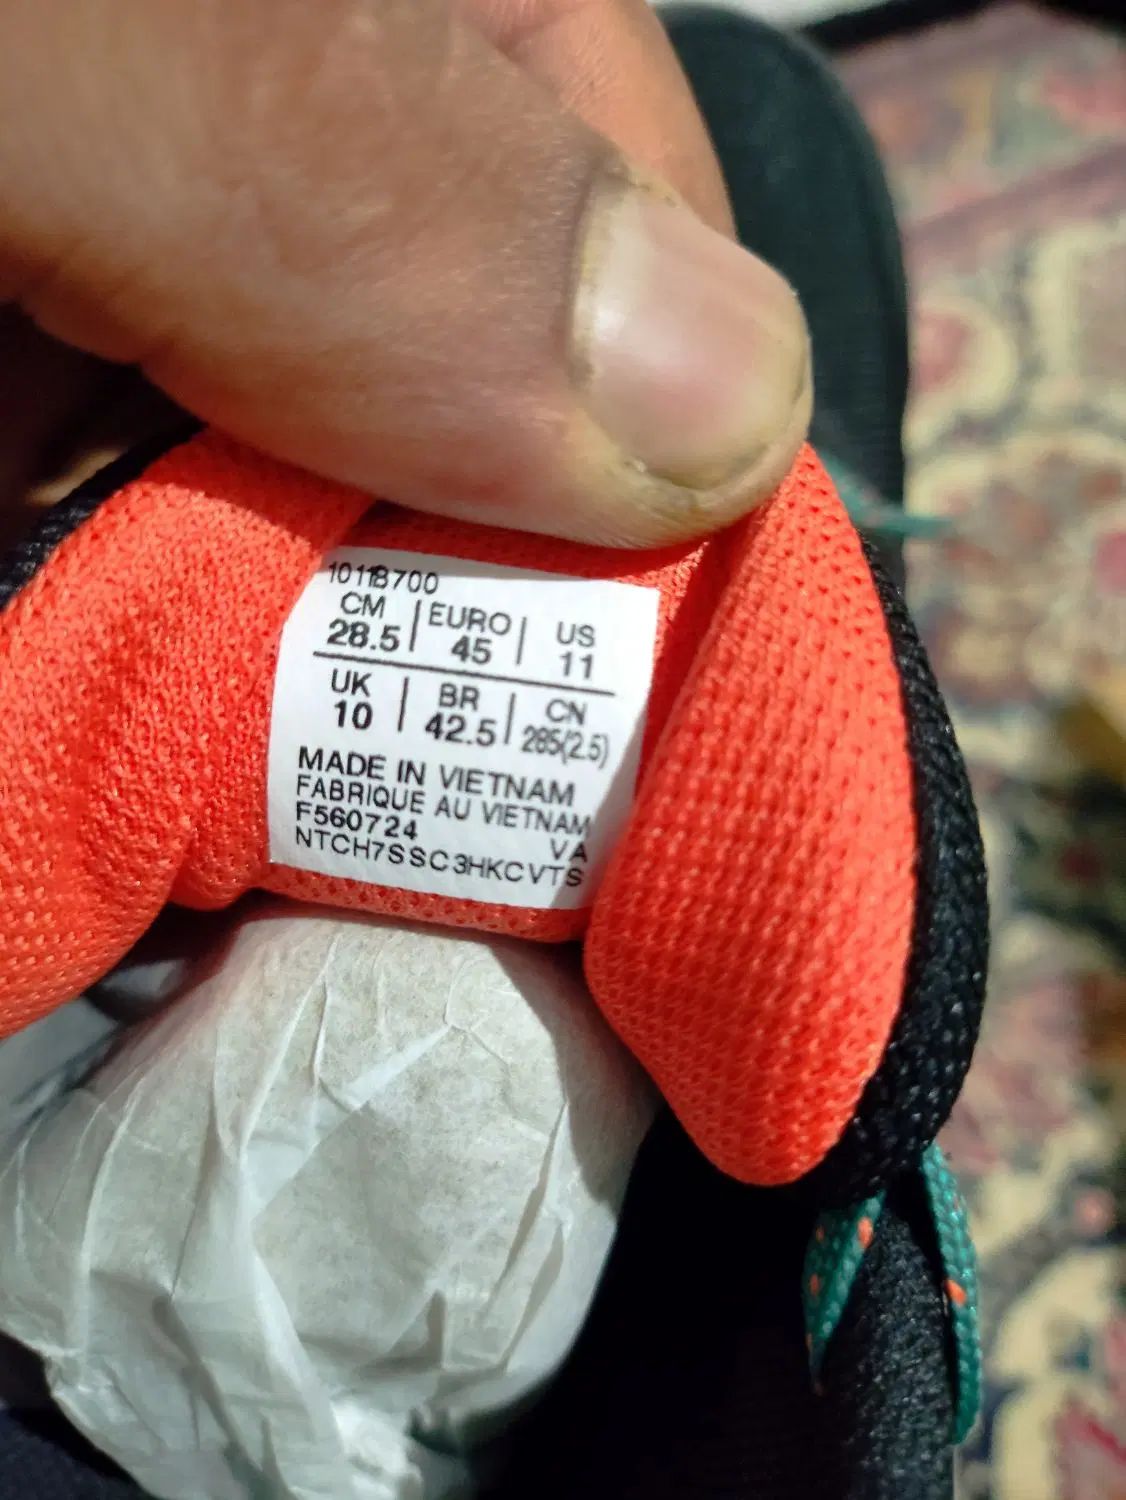 10118700
CM | EURO | US
28.5 | 45 | 11
UK | BR | CN
10 | 42.5 | 285(2.5)
MADE IN VIETNAM
FABRIQUE AU VIETNAM
F560724 VA
NTCH7SSC3HKCVTS